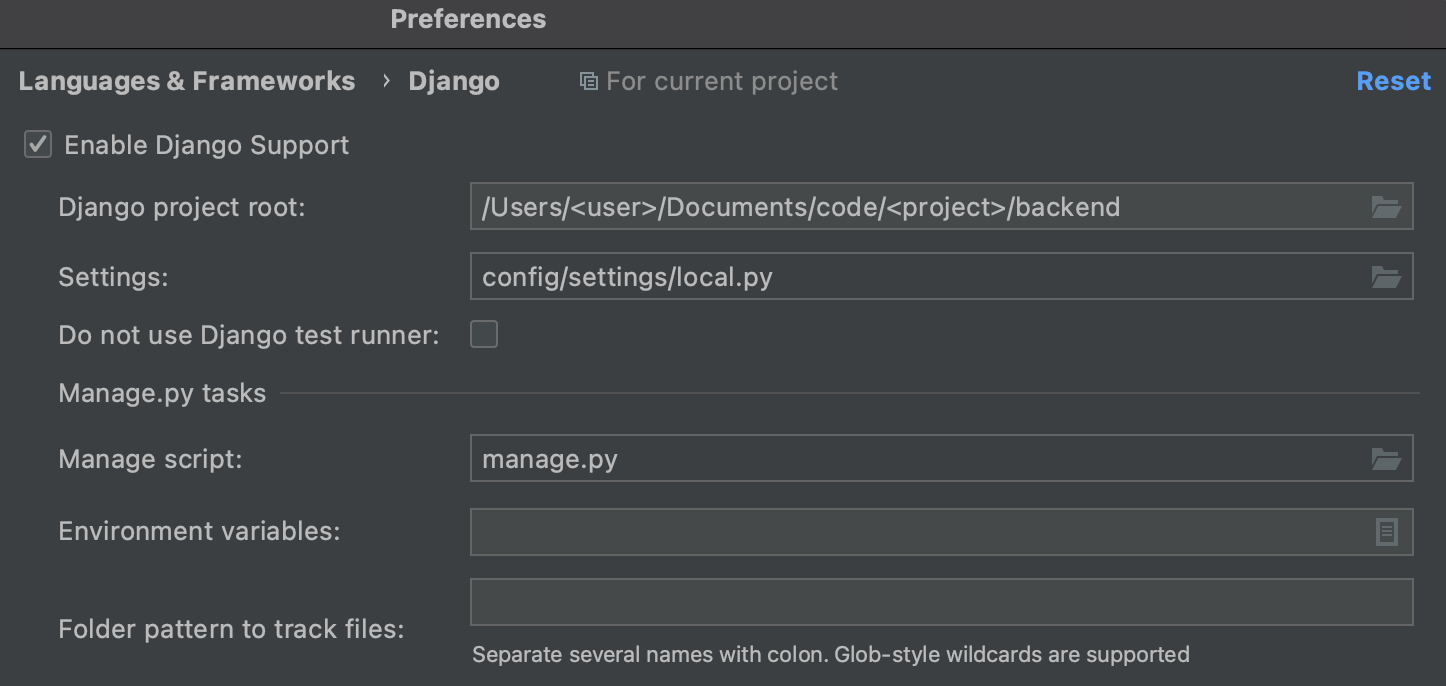 Preferences
Languages & Frameworks › Django For current project Reset
Enable Django Support
Django project root: /Users/<user>/Documents/code/<project>/backend
Settings: config/settings/local.py
Do not use Django test runner:
Manage.py tasks
Manage script: manage.py
Environment variables:
Folder pattern to track files:
Separate several names with colon. Glob-style wildcards are supported